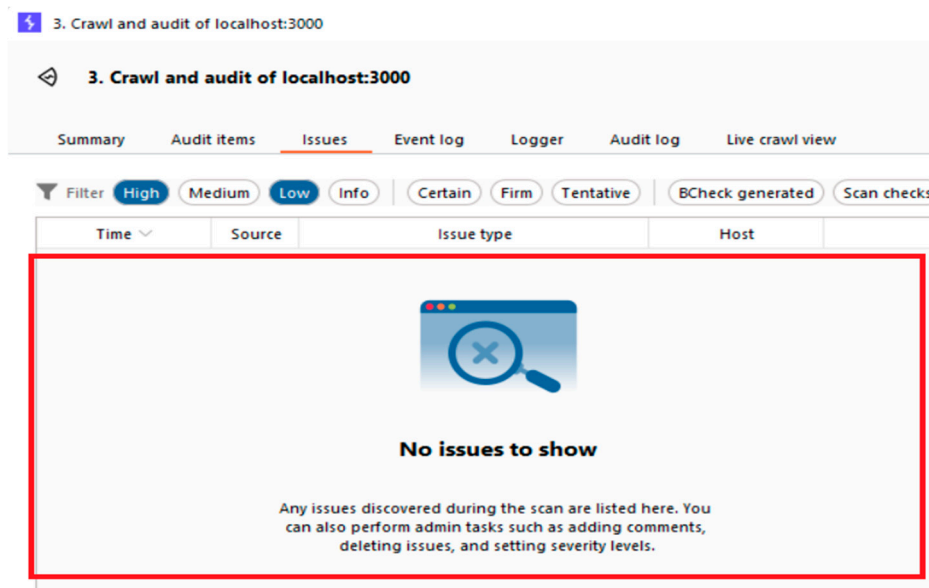 3. Crawl and audit of localhost:3000
3. Crawl and audit of localhost:3000
Summary Audit items Issues Event log Logger Audit log Live crawl view
Filter High Medium Low Info Certain Firm Tentative BCheck generated Scan checks
Time Source Issue type Host
No issues to show
Any issues discovered during the scan are listed here. You
can also perform admin tasks such as adding comments,
deleting issues, and setting severity levels.